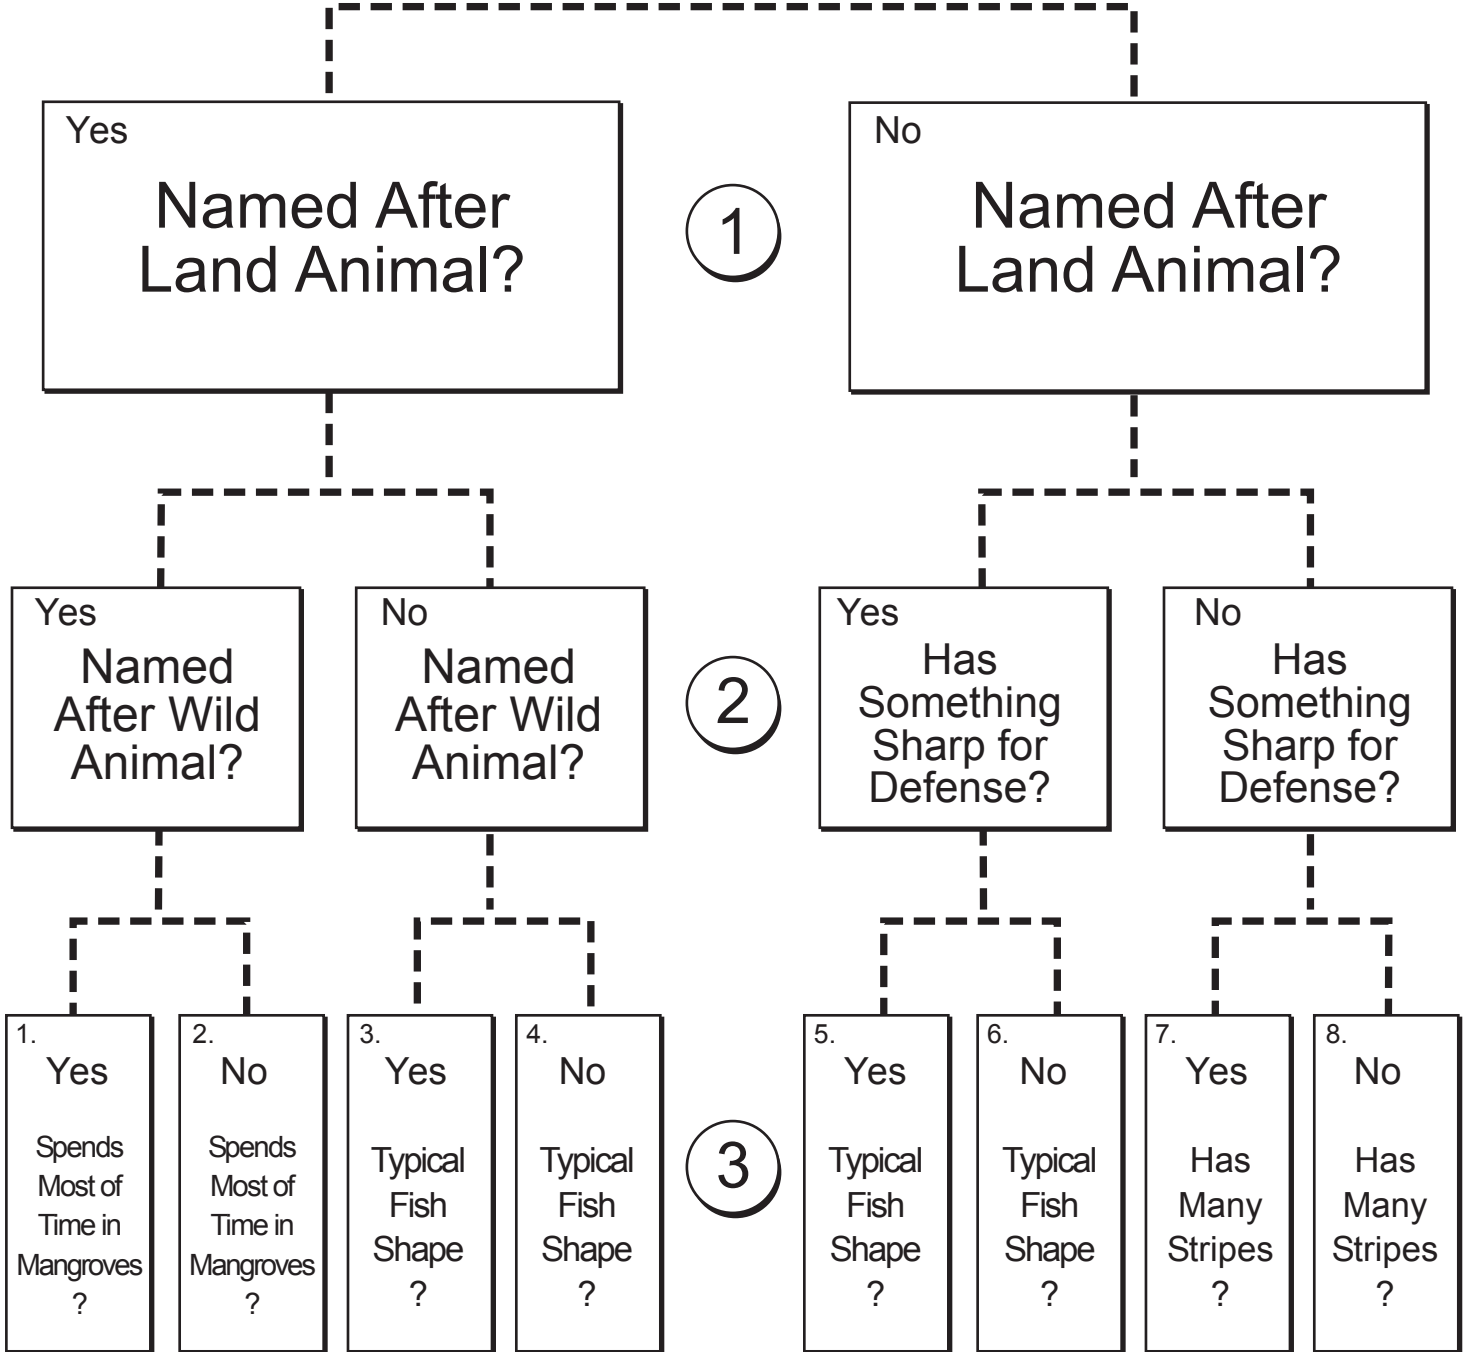 Yes
Named After
Land Animal?
1
No
Named After
Land Animal?
Yes
Named
After Wild
Animal?
No
Named
After Wild
Animal?
2
Yes
Has
Something
Sharp for
Defense?
No
Has
Something
Sharp for
Defense?
1.
Yes
Spends
Most of
Time in
Mangroves
?
2.
No
Spends
Most of
Time in
Mangroves
?
3.
Yes
Typical
Fish
Shape
?
4.
No
Typical
Fish
Shape
?
3
5.
Yes
Typical
Fish
Shape
?
6.
No
Typical
Fish
Shape
?
7.
Yes
Has
Many
Stripes
?
8.
No
Has
Many
Stripes
?